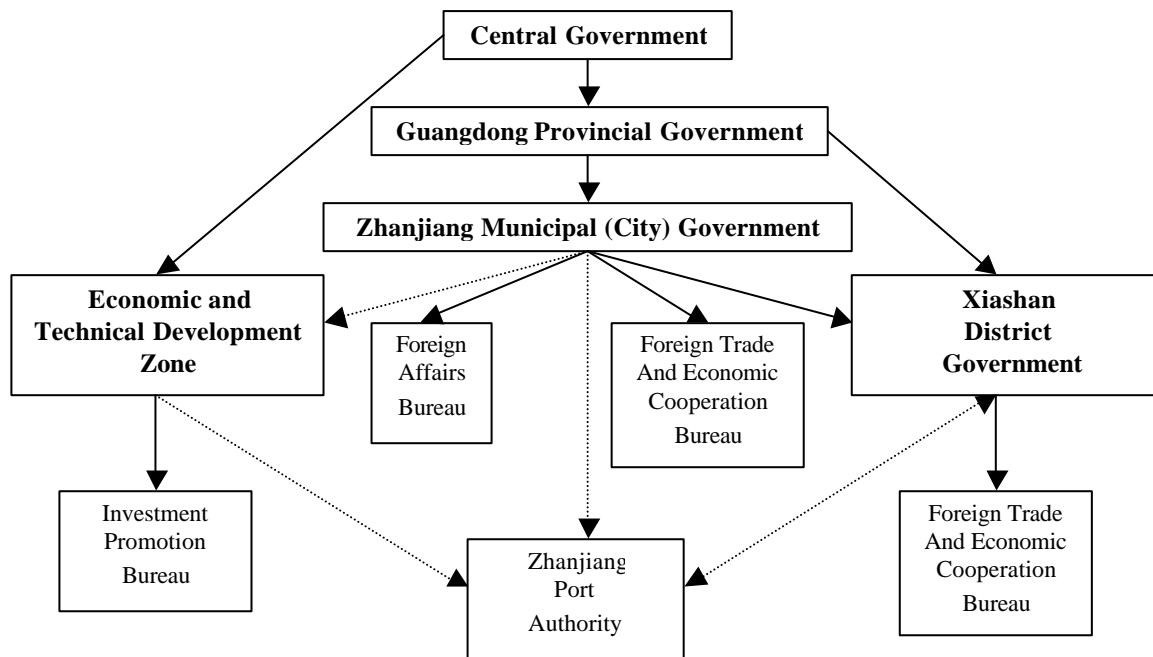 Central Government
Guangdong Provincial Government
Zhanjiang Municipal (City) Government
Economic and
Technical Development
Zone
Foreign
Affairs
Bureau
Foreign Trade
And Economic
Cooperation
Bureau
Xiashan
District
Government
Investment
Promotion
Bureau
Zhanjiang
Port
Authority
Foreign Trade
And Economic
Cooperation
Bureau